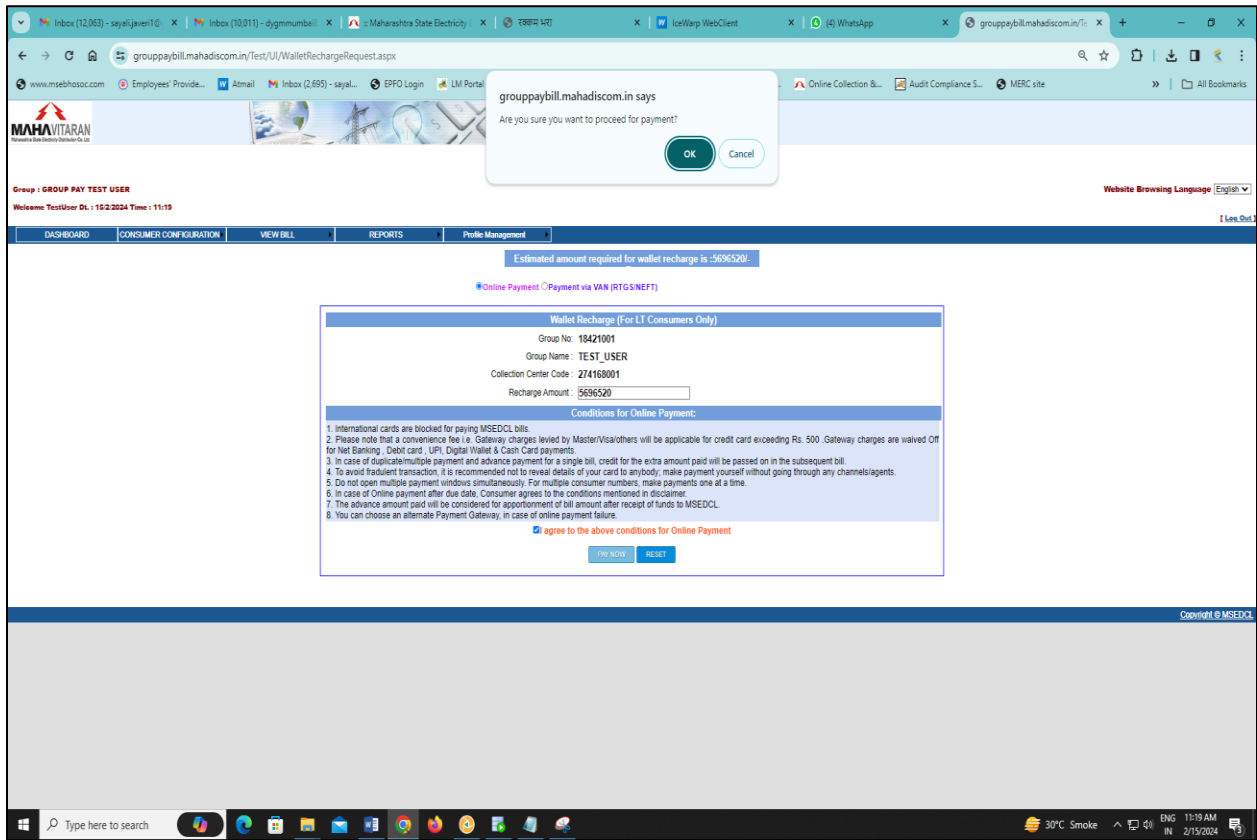 Inbox (12,063) - sayali.javeri1@
Inbox (10,011) - dygmmumbai
:: Maharashtra State Electricity
रक्कम भरा
IceWarp WebClient
(4) WhatsApp
grouppaybill.mahadiscom.in/Te
grouppaybill.mahadiscom.in/Test/UI/WalletRechargeRequest.aspx
www.msebhosoc.com
Employees' Provide...
Atmail
Inbox (2,695) - sayal...
EPFO Login
LM Portal
Online Collection &...
Audit Compliance S...
MERC site
All Bookmarks
grouppaybill.mahadiscom.in says
Are you sure you want to proceed for payment?
OK Cancel
MAHAVITARAN
Maharashtra State Electricity Distribution Co. Ltd.
Group : GROUP PAY TEST USER
Website Browsing Language English
Welcome TestUser Dt. : 15/2/2024 Time : 11:19
[ Log Out ]
DASHBOARD CONSUMER CONFIGURATION VIEW BILL REPORTS Profile Management
Estimated amount required for wallet recharge is :5696520/-
Online Payment Payment via VAN (RTGS/NEFT)
Wallet Recharge (For LT Consumers Only)
Group No: 18421001
Group Name : TEST_USER
Collection Center Code : 274168001
Recharge Amount : 5696520
Conditions for Online Payment:
1. International cards are blocked for paying MSEDCL bills.
2. Please note that a convenience fee i.e. Gateway charges levied by Master/Visa/others will be applicable for credit card exceeding Rs. 500 .Gateway charges are waived Off
for Net Banking , Debit card , UPI, Digital Wallet & Cash Card payments.
3. In case of duplicate/multiple payment and advance payment for a single bill, credit for the extra amount paid will be passed on in the subsequent bill.
4. To avoid fradulent transaction, it is recommended not to reveal details of your card to anybody; make payment yourself without going through any channels/agents.
5. Do not open multiple payment windows simultaneously. For multiple consumer numbers, make payments one at a time.
6. In case of Online payment after due date, Consumer agrees to the conditions mentioned in disclaimer.
7. The advance amount paid will be considered for apportionment of bill amount after receipt of funds to MSEDCL.
8. You can choose an alternate Payment Gateway, in case of online payment failure.
I agree to the above conditions for Online Payment
PAY NOW RESET
Copyright © MSEDCL
Type here to search
30°C Smoke
ENG
IN
11:19 AM
2/15/2024